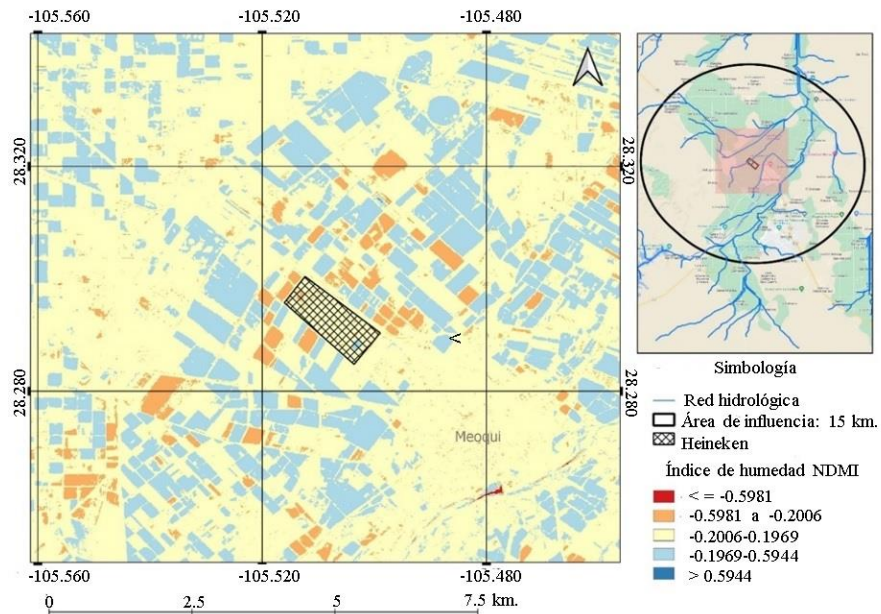 -105.560 -105.520 -105.480
28.320
28.280
Meoqui
-105.560 -105.520 -105.480
0 2.5 5 7.5 km.
28.320
28.280
Simbología
Red hidrológica
Área de influencia: 15 km.
Heineken
Índice de humedad NDMI
< = -0.5981
-0.5981 a -0.2006
-0.2006-0.1969
-0.1969-0.5944
> 0.5944